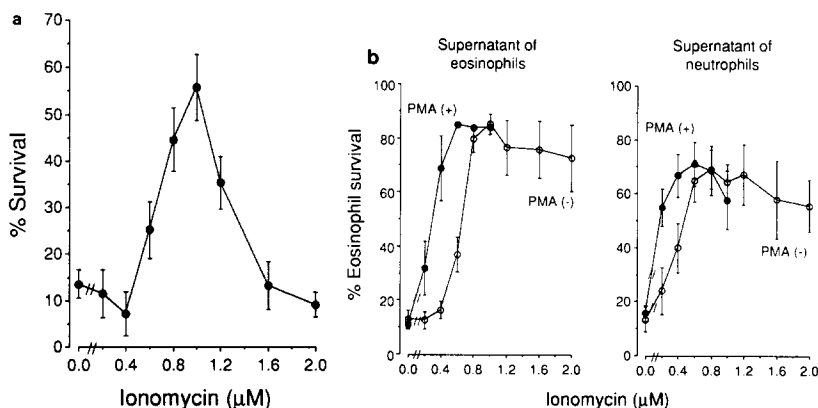 a
% Survival
70
60
50
40
30
20
10
0
0.0 0.4 0.8 1.2 1.6 2.0
Ionomycin (μM)
b
Supernatant of
eosinophils
Supernatant of
neutrophils
% Eosinophil survival
100
80
60
40
20
0
PMA (+)
PMA (-)
0.0 0.4 0.8 1.2 1.6 2.0
100
80
60
40
20
0
PMA (+)
PMA (-)
0.0 0.4 0.8 1.2 1.6 2.0
Ionomycin (μM)